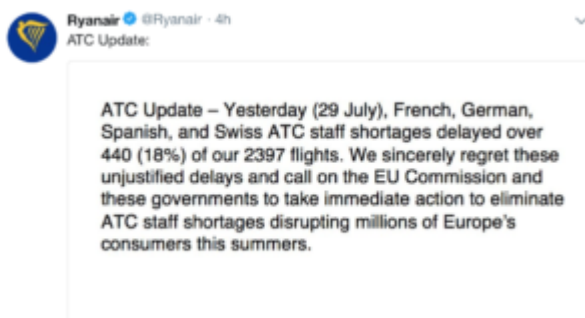 Ryanair @Ryanair · 4h
ATC Update:
ATC Update – Yesterday (29 July), French, German,
Spanish, and Swiss ATC staff shortages delayed over
440 (18%) of our 2397 flights. We sincerely regret these
unjustified delays and call on the EU Commission and
these governments to take immediate action to eliminate
ATC staff shortages disrupting millions of Europe's
consumers this summers.